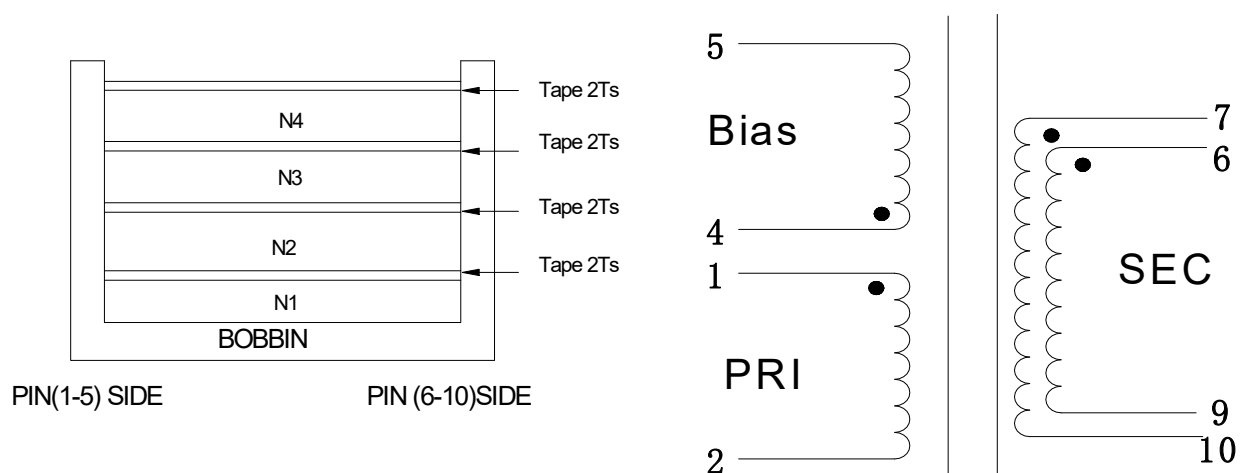 Tape 2Ts
N4
Tape 2Ts
N3
Tape 2Ts
N2
Tape 2Ts
N1
BOBBIN
PIN(1-5) SIDE
PIN (6-10)SIDE
5
Bias
4
1
PRI
2
7
6
SEC
9
10